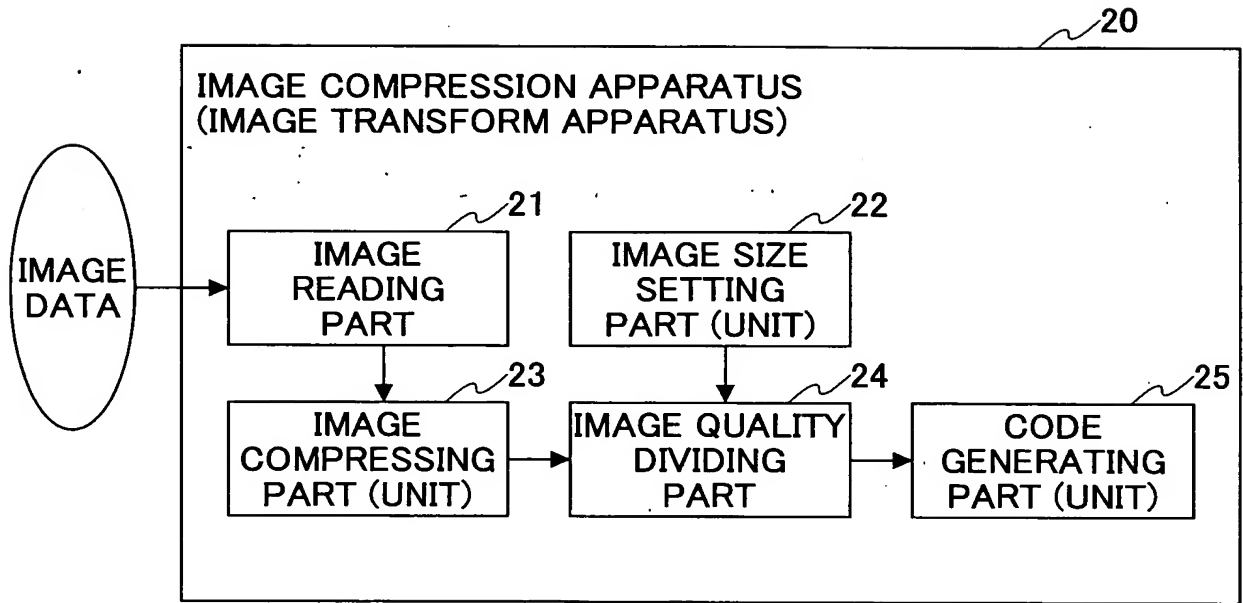 20
IMAGE COMPRESSION APPARATUS
(IMAGE TRANSFORM APPARATUS)
IMAGE
DATA
21
IMAGE
READING
PART
22
IMAGE SIZE
SETTING
PART (UNIT)
23
IMAGE
COMPRESSING
PART (UNIT)
24
IMAGE QUALITY
DIVIDING
PART
25
CODE
GENERATING
PART (UNIT)